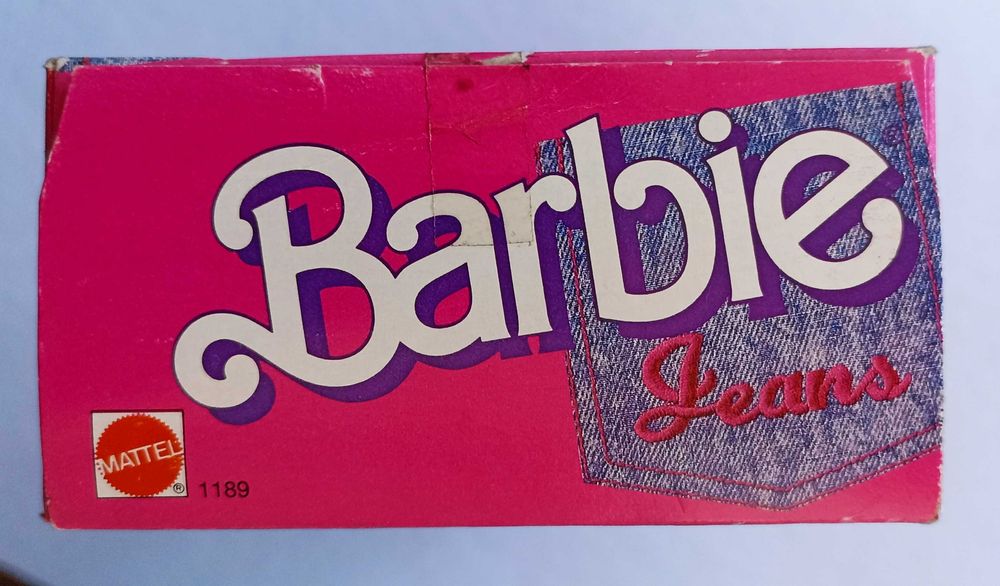 Barbie®
Jeans
MATTEL®
1189